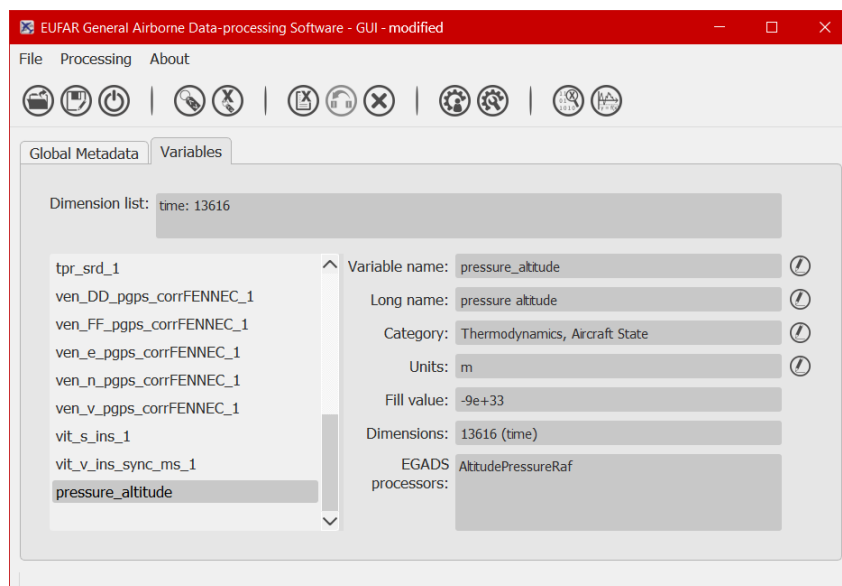 EUFAR General Airborne Data-processing Software - GUI - modified
File Processing About
Global Metadata Variables
Dimension list: time: 13616
tpr_srd_1
ven_DD_pgps_corrFENNEC_1
ven_FF_pgps_corrFENNEC_1
ven_e_pgps_corrFENNEC_1
ven_n_pgps_corrFENNEC_1
ven_v_pgps_corrFENNEC_1
vit_s_ins_1
vit_v_ins_sync_ms_1
pressure_altitude
Variable name: pressure_altitude
Long name: pressure altitude
Category: Thermodynamics, Aircraft State
Units: m
Fill value: -9e+33
Dimensions: 13616 (time)
EGADS processors: AltitudePressureRaf